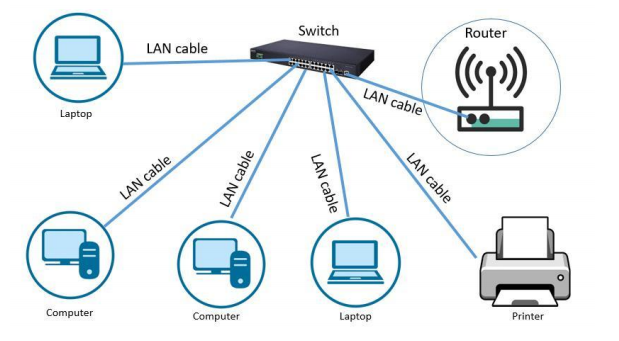 Switch
Router
LAN cable
LAN cable
Laptop
LAN cable
LAN cable
LAN cable
LAN cable
Computer
Computer
Laptop
Printer